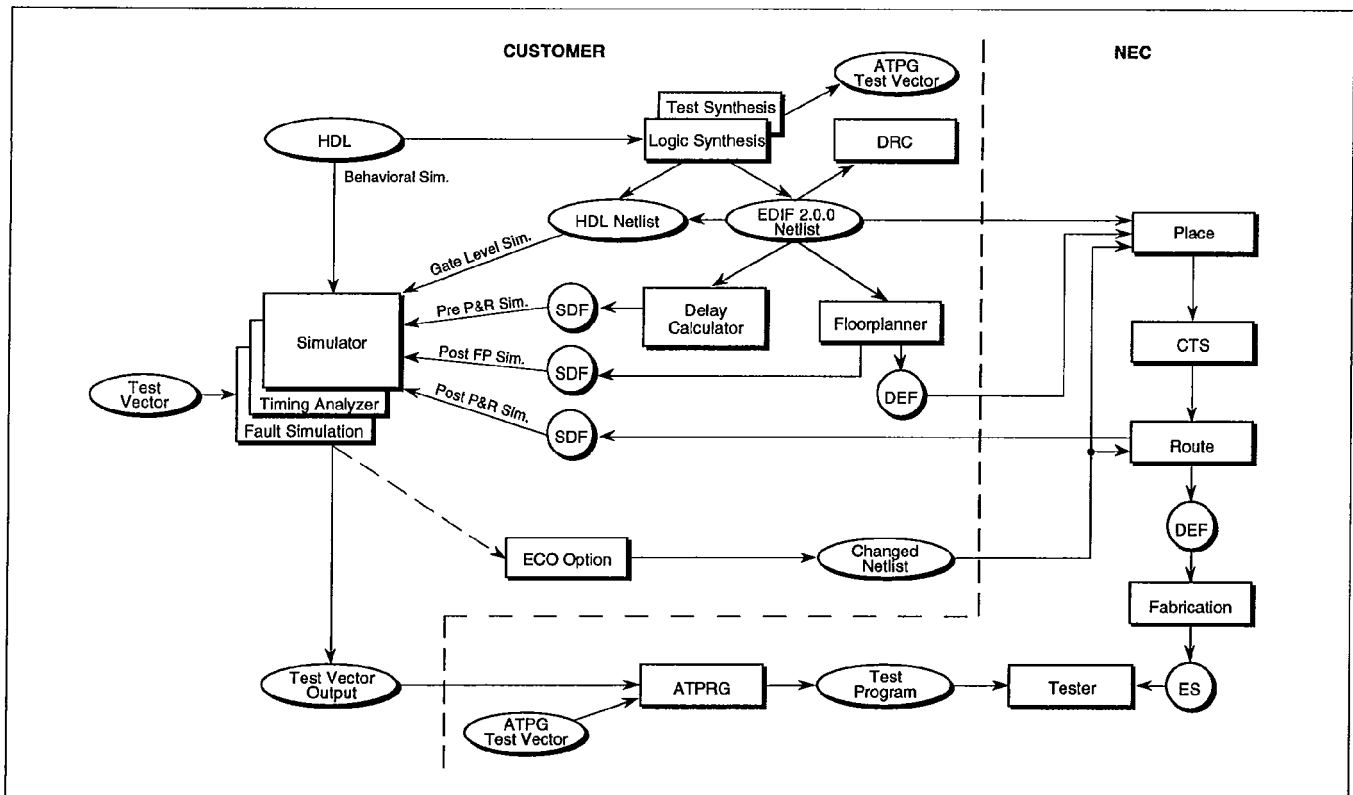 CUSTOMER
NEC
ATPG
Test Vector
Test Synthesis
Logic Synthesis
HDL
DRC
Behavioral Sim.
HDL Netlist
EDIF 2.0.0
Netlist
Place
Gate Level Sim.
Pre P&R Sim.
SDF
Delay
Calculator
Floorplanner
Simulator
CTS
Post FP Sim.
SDF
DEF
Test
Vector
Timing Analyzer
Post P&R Sim.
Fault Simulation
SDF
Route
DEF
ECO Option
Changed
Netlist
Fabrication
Test Vector
Output
ATPRG
Test
Program
Tester
ES
ATPG
Test Vector